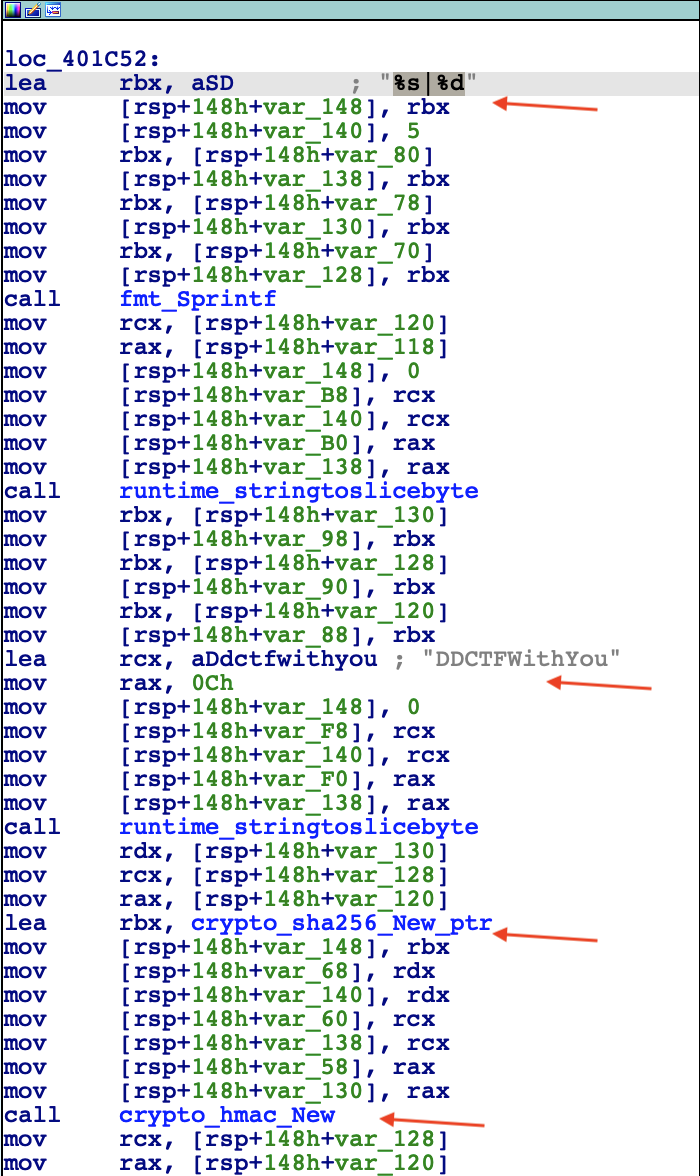 loc_401C52:
lea rbx, aSD ; "%s|%d"
mov [rsp+148h+var_148], rbx
mov [rsp+148h+var_140], 5
mov rbx, [rsp+148h+var_80]
mov [rsp+148h+var_138], rbx
mov rbx, [rsp+148h+var_78]
mov [rsp+148h+var_130], rbx
mov rbx, [rsp+148h+var_70]
mov [rsp+148h+var_128], rbx
call fmt_Sprintf
mov rcx, [rsp+148h+var_120]
mov rax, [rsp+148h+var_118]
mov [rsp+148h+var_148], 0
mov [rsp+148h+var_B8], rcx
mov [rsp+148h+var_140], rcx
mov [rsp+148h+var_B0], rax
mov [rsp+148h+var_138], rax
call runtime_stringtoslicebyte
mov rbx, [rsp+148h+var_130]
mov [rsp+148h+var_98], rbx
mov rbx, [rsp+148h+var_128]
mov [rsp+148h+var_90], rbx
mov rbx, [rsp+148h+var_120]
mov [rsp+148h+var_88], rbx
lea rcx, aDdctfwithyou ; "DDCTFWithYou"
mov rax, 0Ch
mov [rsp+148h+var_148], 0
mov [rsp+148h+var_F8], rcx
mov [rsp+148h+var_140], rcx
mov [rsp+148h+var_F0], rax
mov [rsp+148h+var_138], rax
call runtime_stringtoslicebyte
mov rdx, [rsp+148h+var_130]
mov rcx, [rsp+148h+var_128]
mov rax, [rsp+148h+var_120]
lea rbx, crypto_sha256_New_ptr
mov [rsp+148h+var_148], rbx
mov [rsp+148h+var_68], rdx
mov [rsp+148h+var_140], rdx
mov [rsp+148h+var_60], rcx
mov [rsp+148h+var_138], rcx
mov [rsp+148h+var_58], rax
mov [rsp+148h+var_130], rax
call crypto_hmac_New
mov rcx, [rsp+148h+var_128]
mov rax, [rsp+148h+var_120]